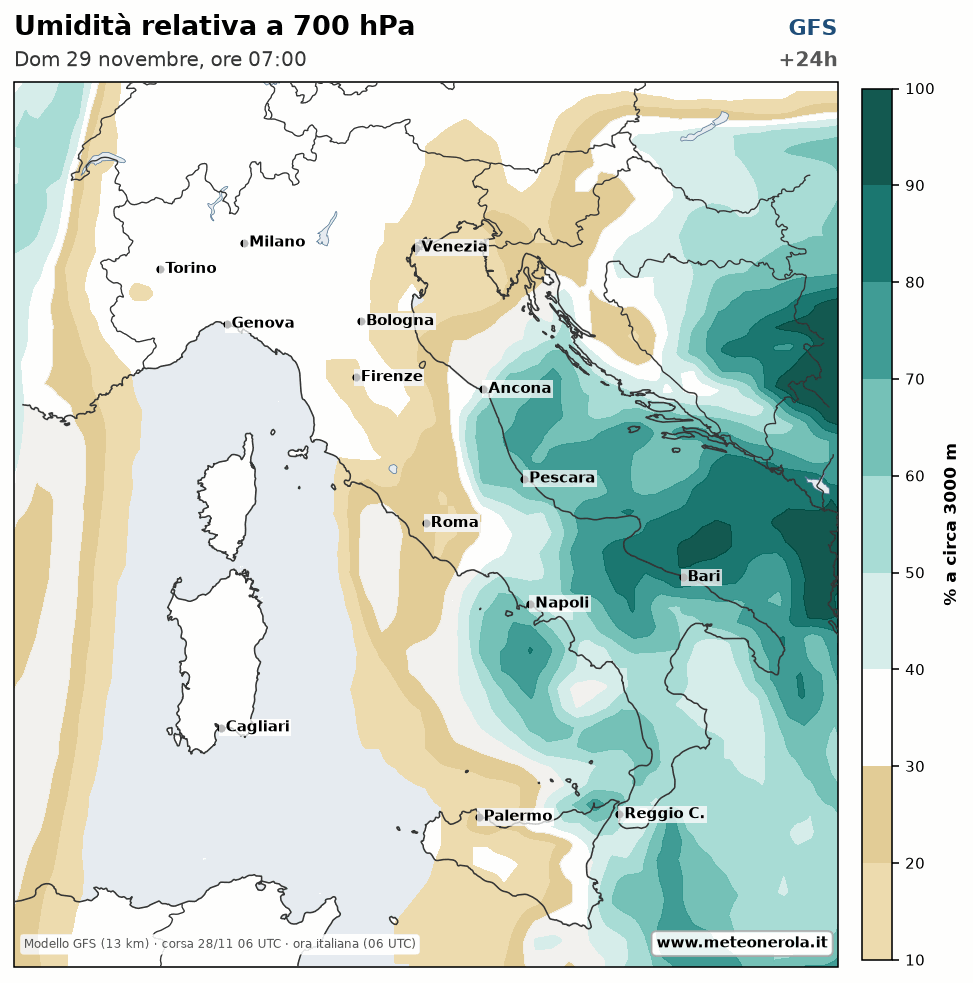 Umidità relativa a 700 hPa
GFS
Dom 29 novembre, ore 07:00
+24h
Milano
Venezia
Torino
Genova
Bologna
Firenze
Ancona
Pescara
Roma
Bari
Napoli
Cagliari
Palermo
Reggio C.
100
90
80
70
60
50
40
30
20
10
% a circa 3000 m
Modello GFS (13 km) · corsa 28/11 06 UTC · ora italiana (06 UTC)
www.meteonerola.it